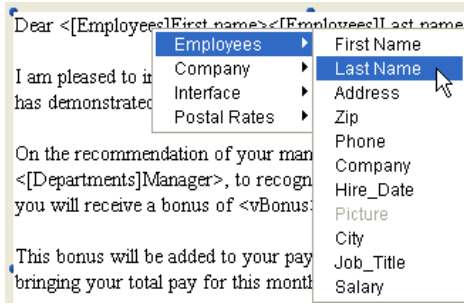 Dear <[Employees]First name><[Employees]Last name
Employees
Company
Interface
Postal Rates
First Name
Last Name
Address
Zip
Phone
Company
Hire_Date
Picture
City
Job_Title
Salary
I am pleased to
has demonstrated
On the recommendation of your
<[Departments]Manager>, to
you will receive a bonus of <vBonus>
This bonus will be added to your pay
bringing your total pay for this month